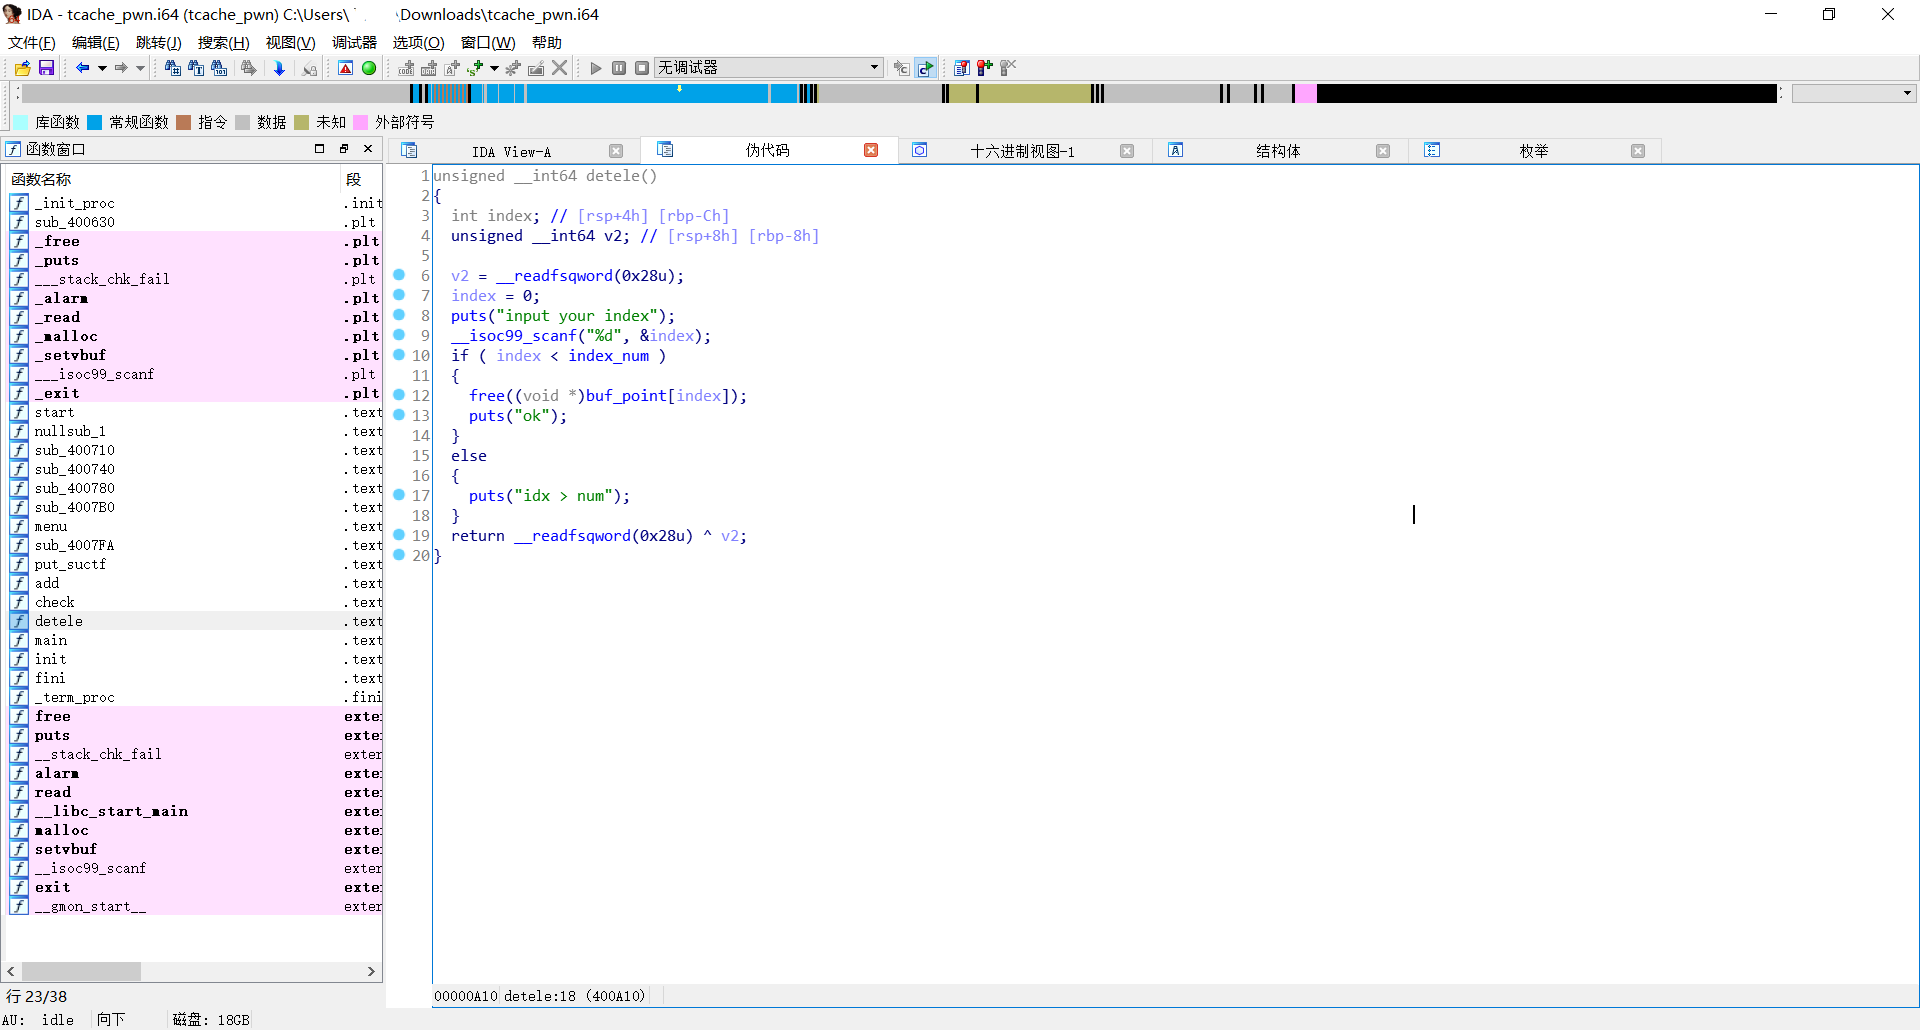 IDA - tcache_pwn.i64 (tcache_pwn) C:\Users\ \Downloads\tcache_pwn.i64
文件(F) 编辑(E) 跳转(J) 搜索(H) 视图(V) 调试器 选项(O) 窗口(W) 帮助
无调试器
库函数 常规函数 指令 数据 未知 外部符号
函数窗口
函数名称 段
_init_proc .init
sub_400630 .plt
_free .plt
_puts .plt
___stack_chk_fail .plt
_alarm .plt
_read .plt
_malloc .plt
_setvbuf .plt
___isoc99_scanf .plt
_exit .plt
start .text
nullsub_1 .text
sub_400710 .text
sub_400740 .text
sub_400780 .text
sub_4007B0 .text
menu .text
sub_4007FA .text
put_suctf .text
add .text
check .text
detele .text
main .text
init .text
fini .text
_term_proc .fini
free exte
puts exte
__stack_chk_fail exter
alarm exte
read exte
__libc_start_main exte
malloc exte
setvbuf exte
__isoc99_scanf exter
exit exte
__gmon_start__ exter
行 23/38
IDA View-A 伪代码 十六进制视图-1 结构体 枚举
1 unsigned __int64 detele()
2 {
3 int index; // [rsp+4h] [rbp-Ch]
4 unsigned __int64 v2; // [rsp+8h] [rbp-8h]
5
6 v2 = __readfsqword(0x28u);
7 index = 0;
8 puts("input your index");
9 __isoc99_scanf("%d", &index);
10 if ( index < index_num )
11 {
12 free((void *)buf_point[index]);
13 puts("ok");
14 }
15 else
16 {
17 puts("idx > num");
18 }
19 return __readfsqword(0x28u) ^ v2;
20 }
00000A10 detele:18 (400A10)
AU: idle 向下 磁盘: 18GB